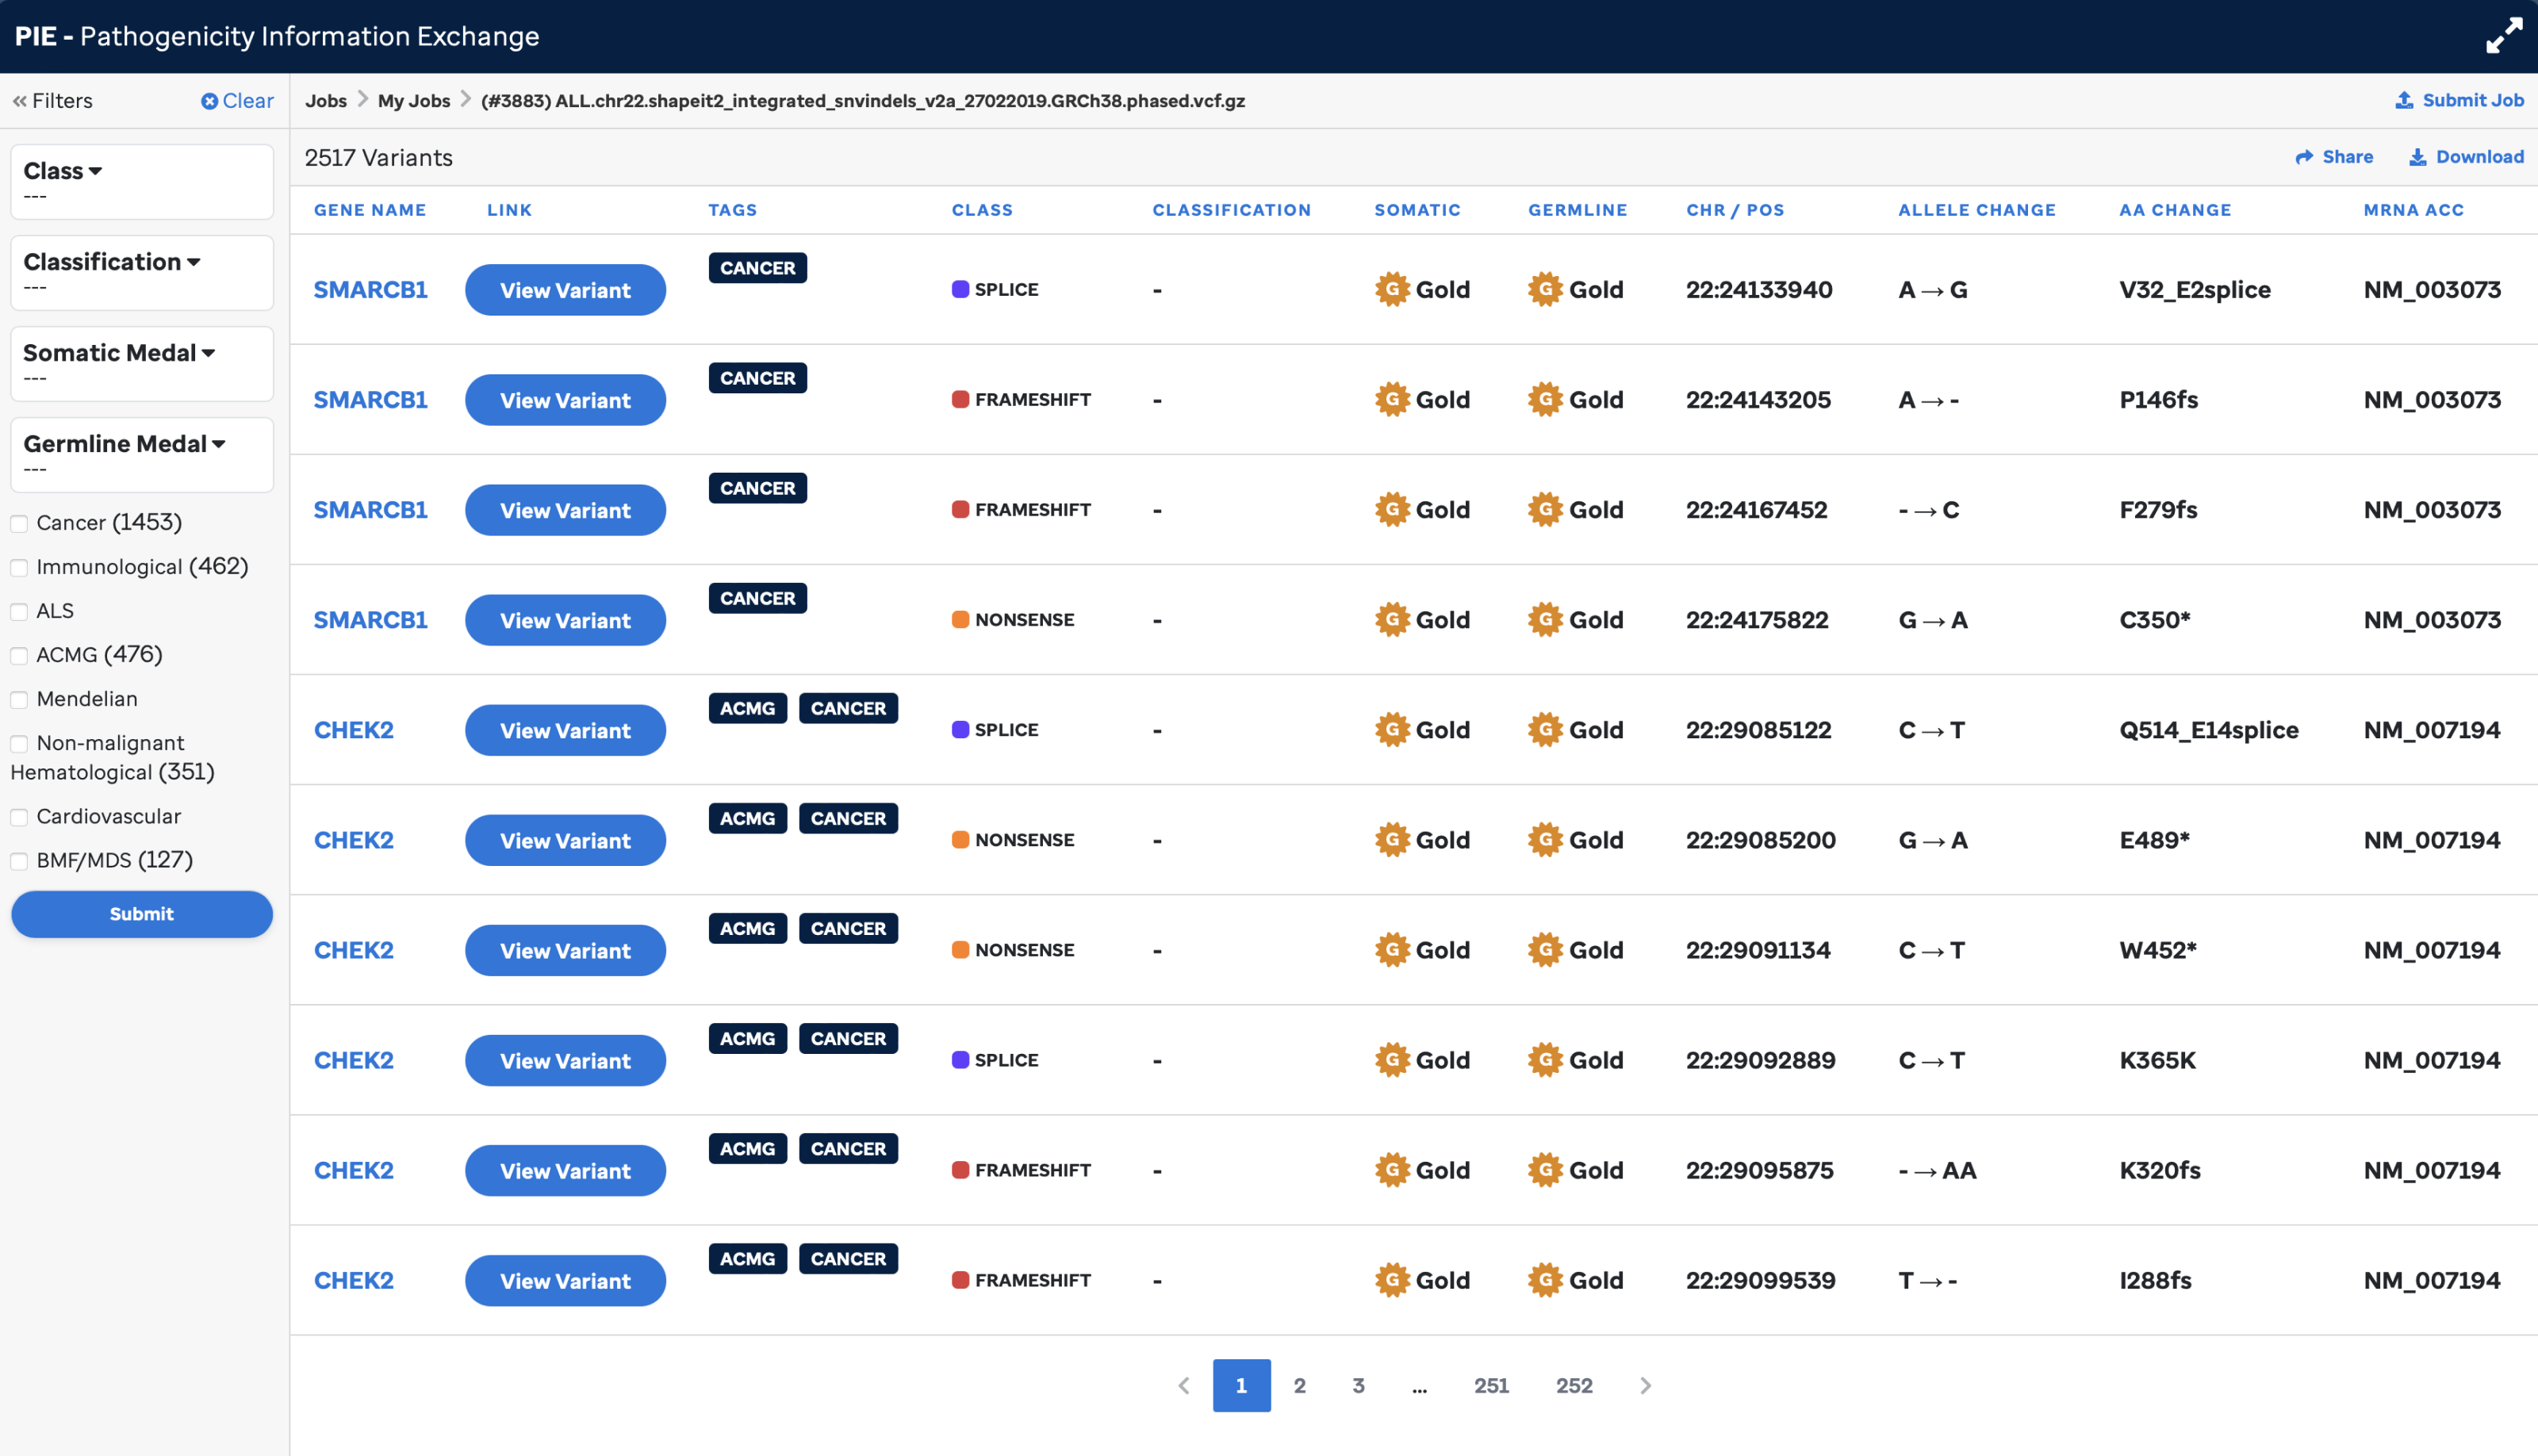 PIE - Pathogenicity Information Exchange
Filters Clear
Jobs My Jobs (#3883) ALL.chr22.shapeit2_integrated_snvindels_v2a_27022019.GRCh38.phased.vcf.gz Submit Job
Class
---
Classification
---
Somatic Medal
---
Germline Medal
---
Cancer (1453)
Immunological (462)
ALS
ACMG (476)
Mendelian
Non-malignant
Hematological (351)
Cardiovascular
BMF/MDS (127)
Submit
2517 Variants Share Download
GENE NAME LINK TAGS CLASS CLASSIFICATION SOMATIC GERMLINE CHR / POS ALLELE CHANGE AA CHANGE MRNA ACC
SMARCB1 View Variant CANCER SPLICE - G Gold G Gold 22:24133940 A → G V32_E2splice NM_003073
SMARCB1 View Variant CANCER FRAMESHIFT - G Gold G Gold 22:24143205 A → - P146fs NM_003073
SMARCB1 View Variant CANCER FRAMESHIFT - G Gold G Gold 22:24167452 - → C F279fs NM_003073
SMARCB1 View Variant CANCER NONSENSE - G Gold G Gold 22:24175822 G → A C350* NM_003073
CHEK2 View Variant ACMG CANCER SPLICE - G Gold G Gold 22:29085122 C → T Q514_E14splice NM_007194
CHEK2 View Variant ACMG CANCER NONSENSE - G Gold G Gold 22:29085200 G → A E489* NM_007194
CHEK2 View Variant ACMG CANCER NONSENSE - G Gold G Gold 22:29091134 C → T W452* NM_007194
CHEK2 View Variant ACMG CANCER SPLICE - G Gold G Gold 22:29092889 C → T K365K NM_007194
CHEK2 View Variant ACMG CANCER FRAMESHIFT - G Gold G Gold 22:29095875 - → AA K320fs NM_007194
CHEK2 View Variant ACMG CANCER FRAMESHIFT - G Gold G Gold 22:29099539 T → - I288fs NM_007194
1 2 3 ... 251 252